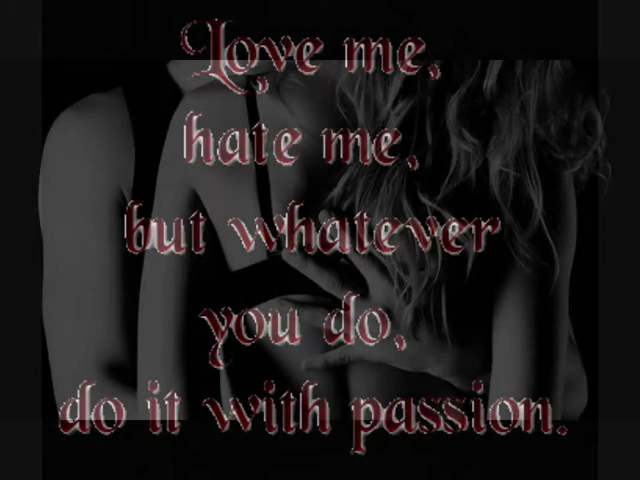 Love me,
hate me,
but whatever
you do,
do it with passion.